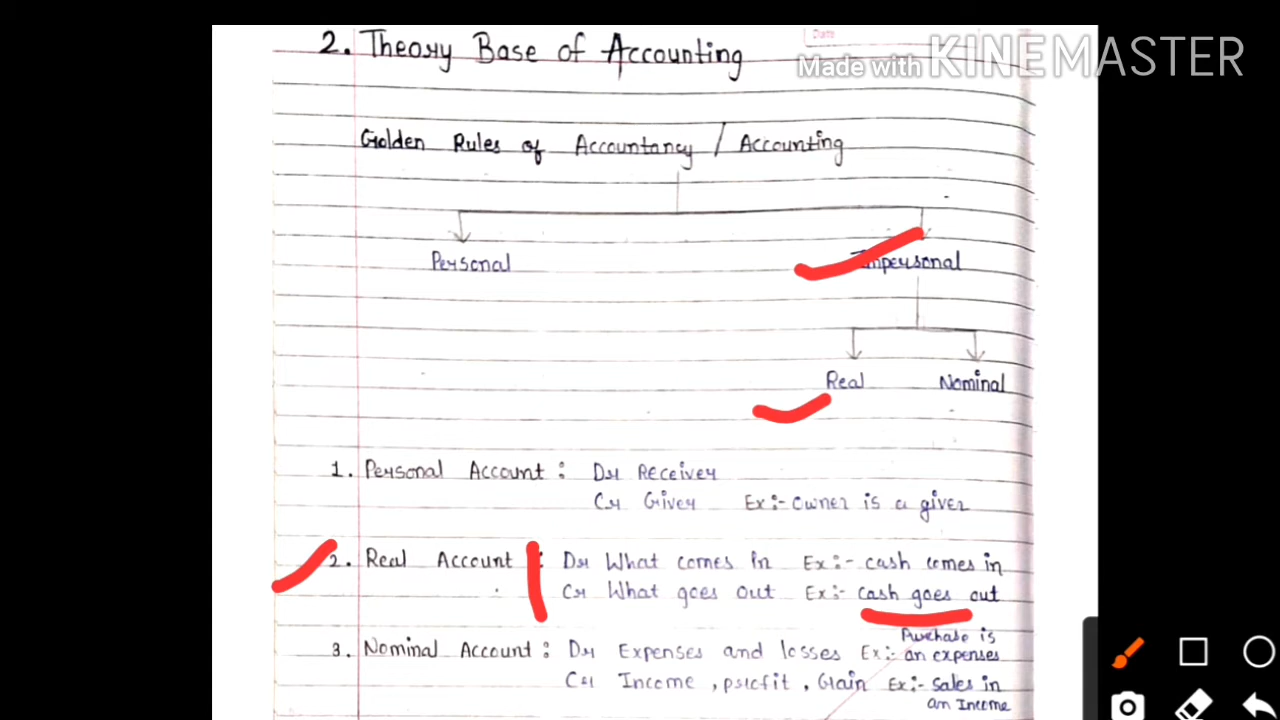 Date
2. Theory Base of Accounting
Made with KINEMASTER
Golden Rules of Accountancy / Accounting
Personal
Impersonal
Real
Nominal
1. Personal Account : Dr Receiver
Cr Giver Ex:- owner is a giver
2. Real Account : Dr What comes In Ex:- cash comes in
Cr What goes out Ex:- cash goes out
3. Nominal Account : Dr Expenses and losses Ex:- Purchase is an expenses
Cr Income, profit, Gain Ex:- Sales in an Income